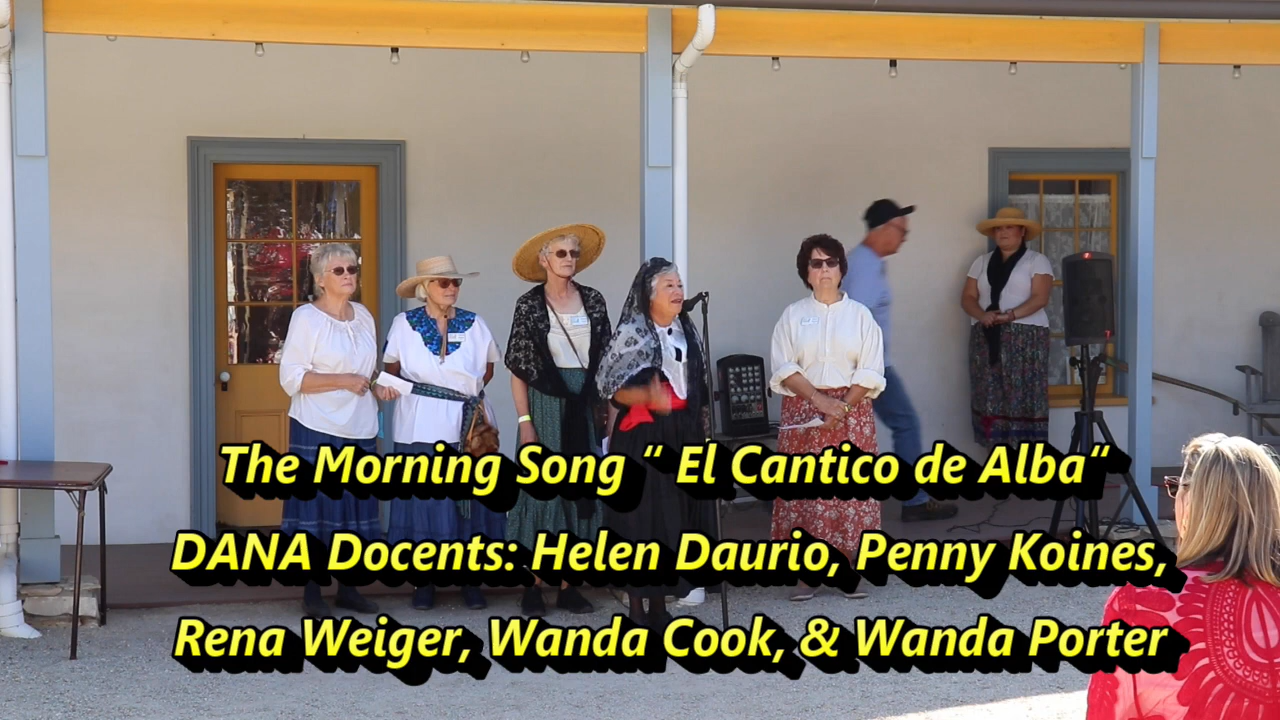 The Morning Song “ El Cantico de Alba“
DANA Docents: Helen Daurio, Penny Koines,
Rena Weiger, Wanda Cook, & Wanda Porter